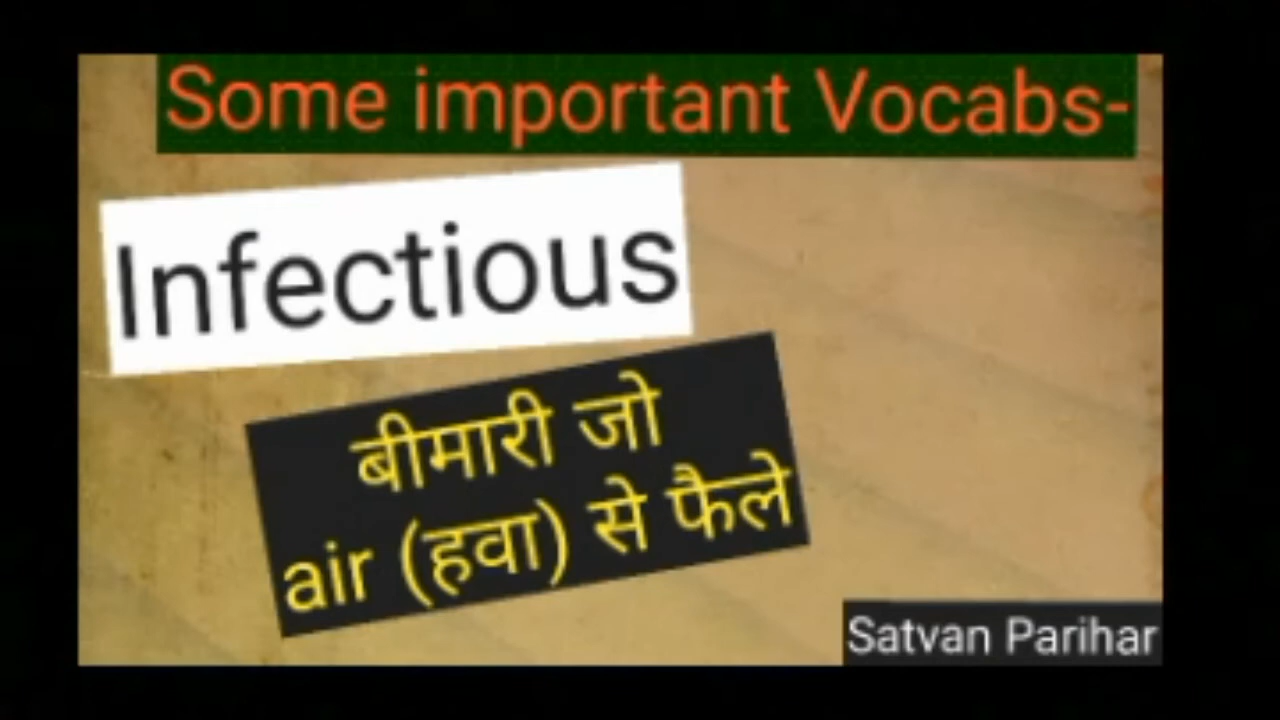 Some important Vocabs-
Infectious
बीमारी जो
air (हवा) से फैले
Satvan Parihar